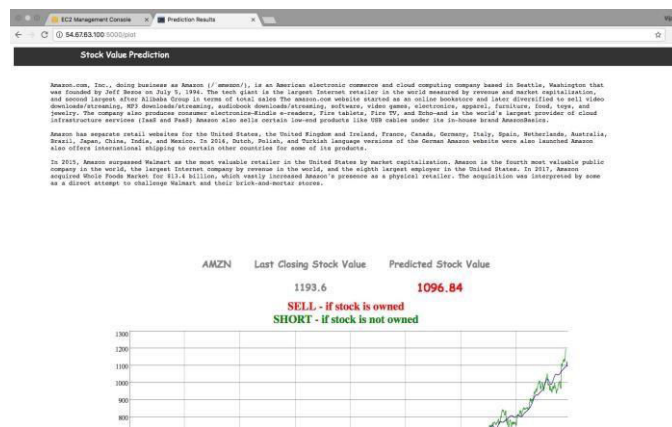 EC2 Management Console
Prediction Results
54.67.63.100:5000/plot
Stock Value Prediction
Amazon.com, Inc., doing business as Amazon (/ˈæməzɒn/), is an American electronic commerce and cloud computing company based in Seattle, Washington that
was founded by Jeff Bezos on July 5, 1994. The tech giant is the largest Internet retailer in the world measured by revenue and market capitalization,
and second largest after Alibaba Group in terms of total sales The amazon.com website started as an online bookstore and later diversified to sell video
downloads/streaming, MP3 downloads/streaming, audiobook downloads/streaming, software, video games, electronics, apparel, furniture, food, toys, and
jewelry. The company also produces consumer electronics—Kindle e-readers, Fire tablets, Fire TV, and Echo—and is the world's largest provider of cloud
infrastructure services (IaaS and PaaS) Amazon also sells certain low-end products like USB cables under its in-house brand AmazonBasics.
Amazon has separate retail websites for the United States, the United Kingdom and Ireland, France, Canada, Germany, Italy, Spain, Netherlands, Australia,
Brazil, Japan, China, India, and Mexico. In 2016, Dutch, Polish, and Turkish language versions of the German Amazon website were also launched Amazon
also offers international shipping to certain other countries for some of its products.
In 2015, Amazon surpassed Walmart as the most valuable retailer in the United States by market capitalization. Amazon is the fourth most valuable public
company in the world, the largest Internet company by revenue in the world, and the eighth largest employer in the United States. In 2017, Amazon
acquired Whole Foods Market for $13.4 billion, which vastly increased Amazon's presence as a physical retailer. The acquisition was interpreted by some
as a direct attempt to challenge Walmart and their brick-and-mortar stores.
AMZN Last Closing Stock Value Predicted Stock Value
1193.6 1096.84
SELL - if stock is owned
SHORT - if stock is not owned
1300
1200
1100
1000
900
800